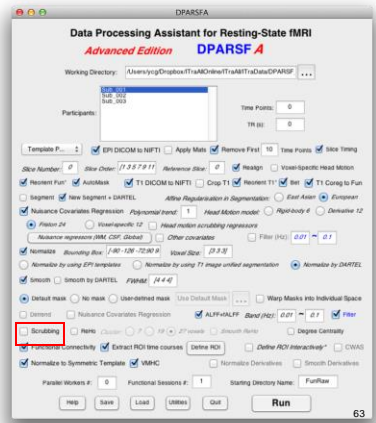 DPARSFA
Data Processing Assistant for Resting-State fMRI
Advanced Edition DPARSF A
Working Directory: /Users/ycg/Dropbox/ITraAllOnline/ITraAll/ITraData/DPARSF ...
Sub_001
Sub_002
Sub_003
Participants:
Time Points: 0
TR (s): 0
Template P... EPI DICOM to NIFTI Apply Mats Remove First 10 Time Points Slice Timing
Slice Number: 0 Slice Order: [1 3 5 7 9 11 Reference Slice: 0 Realign Voxel-Specific Head Motion
Reorient Fun* AutoMask T1 DICOM to NIFTI Crop T1 Reorient T1* Bet T1 Coreg to Fun
Segment New Segment + DARTEL Affine Regularisation in Segmentation: East Asian European
Nuisance Covariates Regression Polynomial trend: 1 Head Motion model: Rigid-body 6 Derivative 12
Friston 24 Voxel-specific 12 Head motion scrubbing regressors
Nuisance regressors (WM, CSF, Global) Other covariates Filter (Hz): 0.01 ~ 0.1
Normalize Bounding Box: [-90 -126 -72;90 9 Voxel Size: [3 3 3]
Normalize by using EPI templates Normalize by using T1 image unified segmentation Normalize by DARTEL
Smooth Smooth by DARTEL FWHM: [4 4 4]
Default mask No mask User-defined mask Use Default Mask ... Warp Masks into Individual Space
Detrend Nuisance Covariates Regression ALFF+fALFF Band (Hz): 0.01 ~ 0.1 Filter
Scrubbing ReHo Cluster 7 19 27 voxels Smooth ReHo Degree Centrality
Functional Connectivity Extract ROI time courses Define ROI Define ROI Interactively* CWAS
Normalize to Symmetric Template VMHC Normalize Derivatives Smooth Derivatives
Parallel Workers #: 0 Functional Sessions #: 1 Starting Directory Name: FunRaw
Help Save Load Utilities Quit Run
63